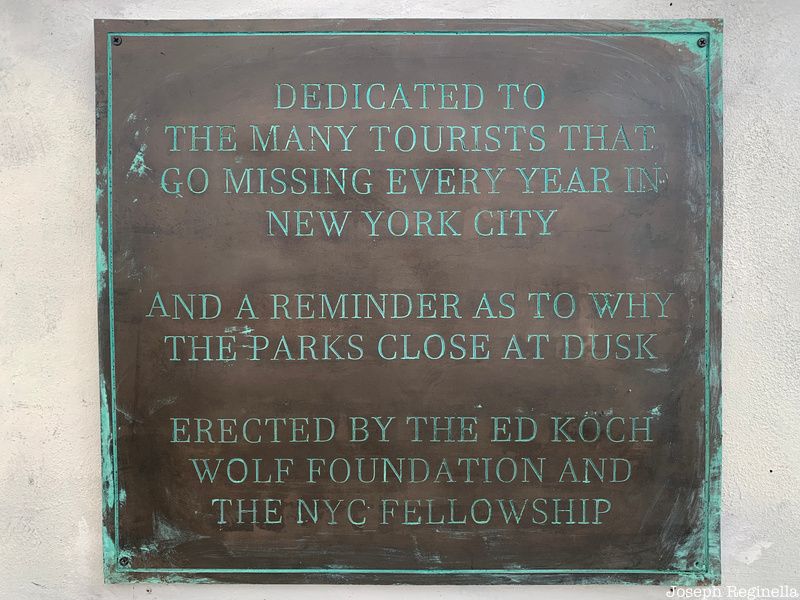 DEDICATED TO
THE MANY TOURISTS THAT
GO MISSING EVERY YEAR IN
NEW YORK CITY
AND A REMINDER AS TO WHY
THE PARKS CLOSE AT DUSK
ERECTED BY THE ED KOCH
WOLF FOUNDATION AND
THE NYC FELLOWSHIP
Joseph Reginella